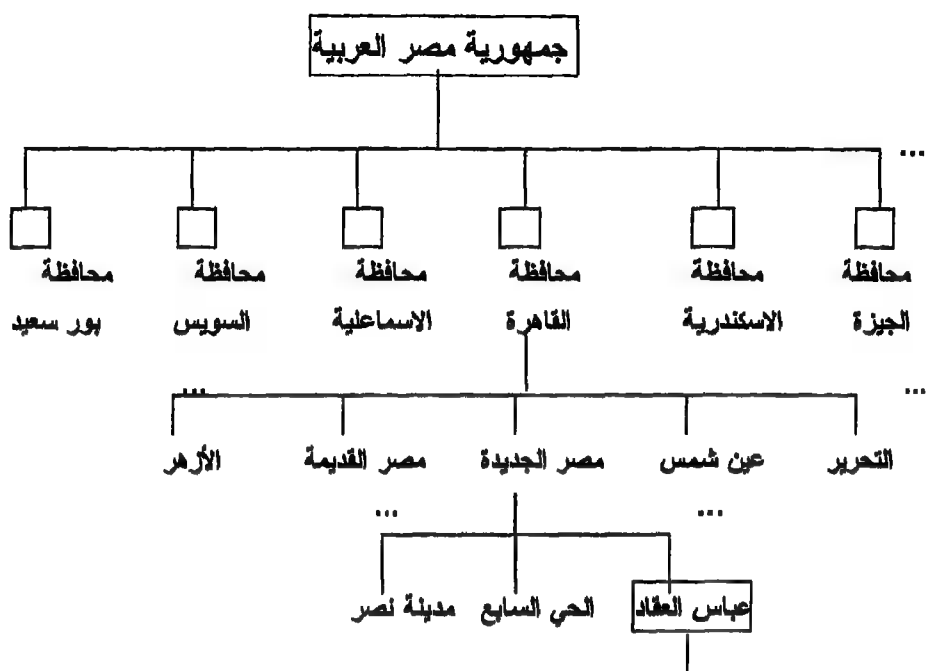 جمهورية مصر العربية
...
محافظة محافظة محافظة محافظة محافظة محافظة
الجيزة الاسكندرية القاهرة الاسماعلية السويس بور سعيد
... ...
التحرير عين شمس مصر الجديدة مصر القديمة الأزهر
... ...
عباس العقاد الحي السابع مدينة نصر